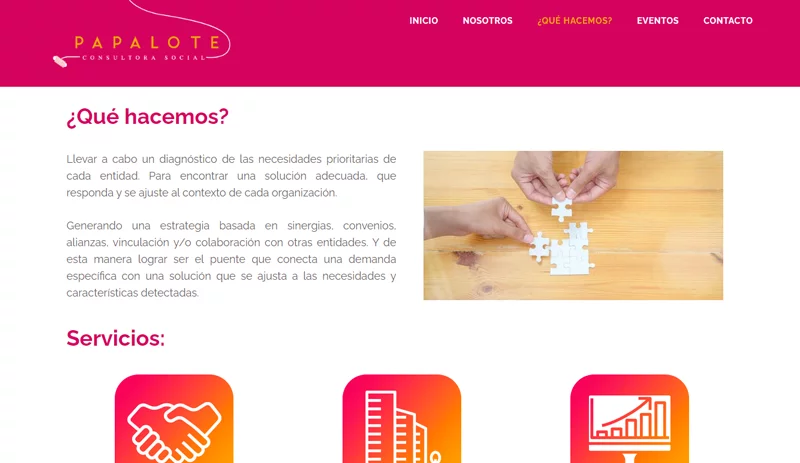 PAPALOTE
CONSULTORA SOCIAL
INICIO NOSOTROS ¿QUÉ HACEMOS? EVENTOS CONTACTO
¿Qué hacemos?
Llevar a cabo un diagnóstico de las necesidades prioritarias de
cada entidad. Para encontrar una solución adecuada, que
responda y se ajuste al contexto de cada organización.
Generando una estrategia basada en sinergias, convenios,
alianzas, vinculación y/o colaboración con otras entidades. Y de
esta manera lograr ser el puente que conecta una demanda
específica con una solución que se ajusta a las necesidades y
características detectadas.
Servicios: